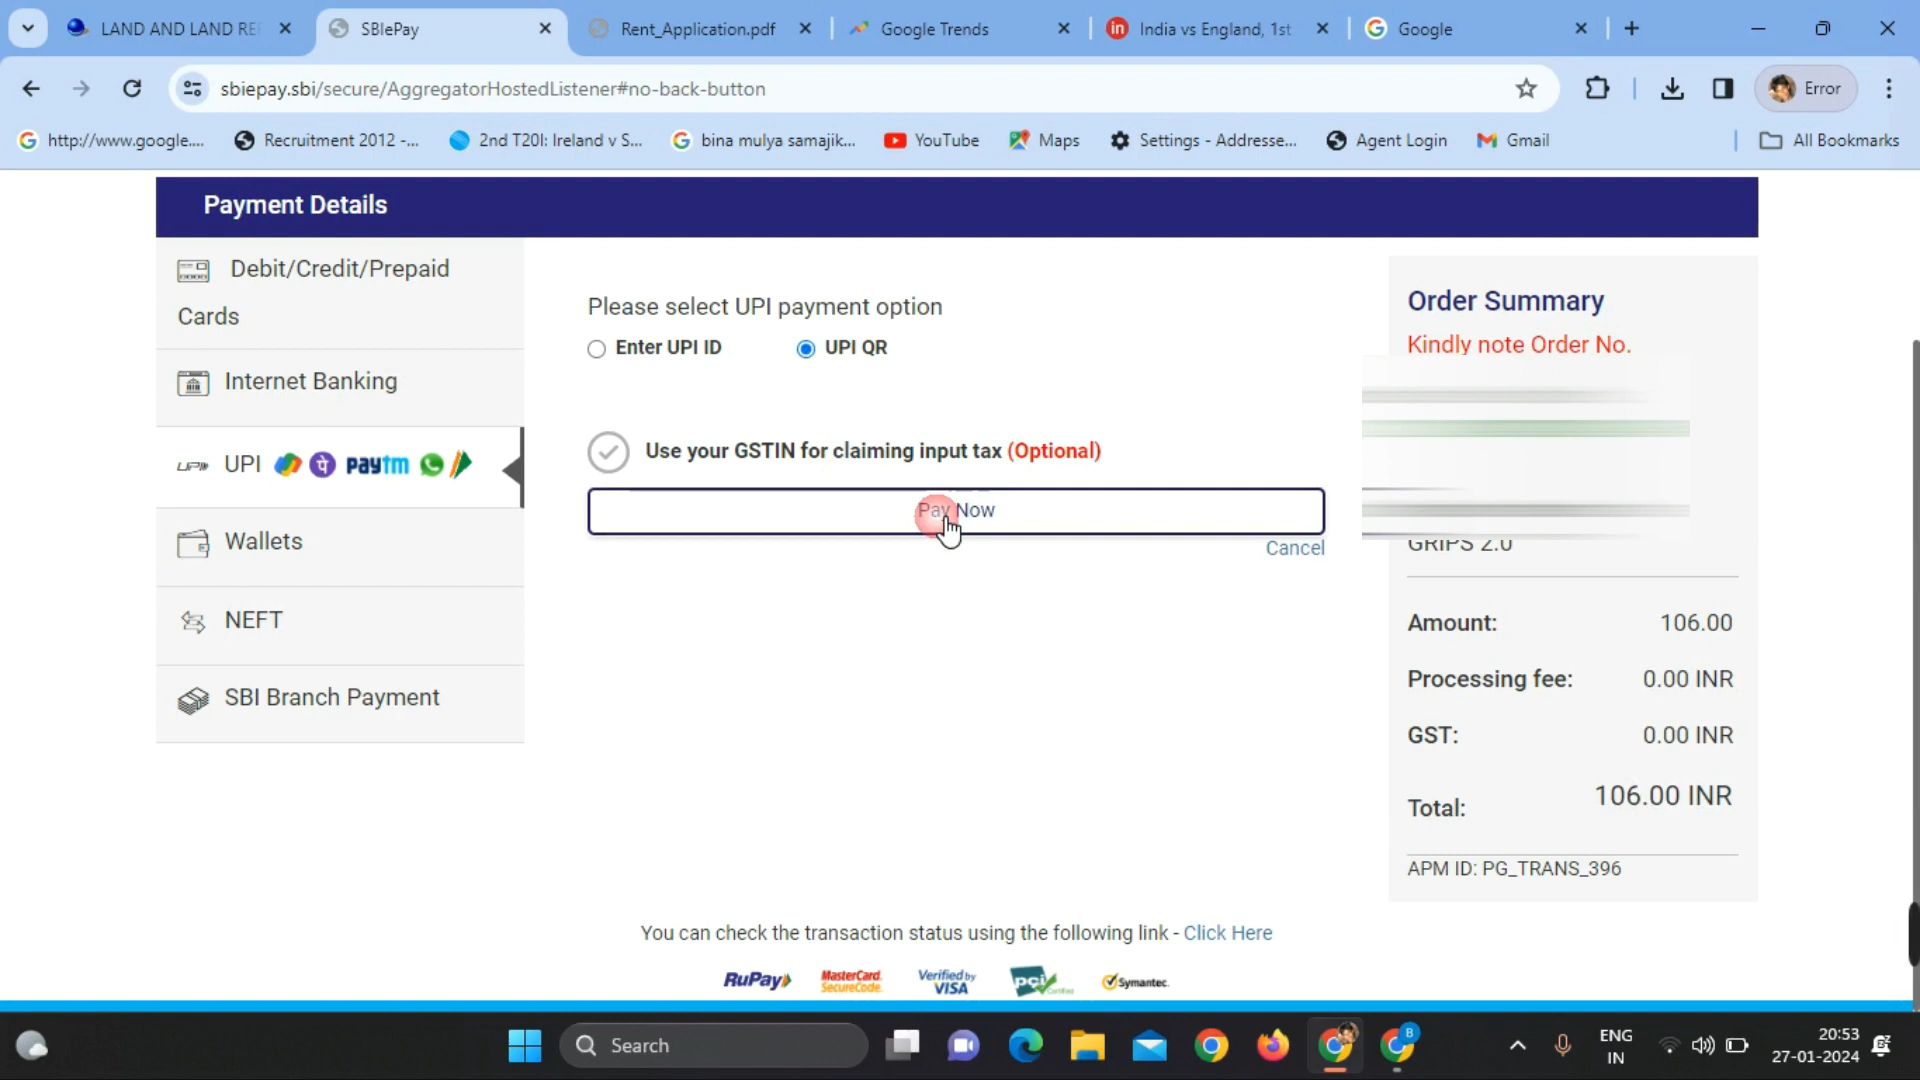 LAND AND LAND RE
SBIePay
Rent_Application.pdf
Google Trends
India vs England, 1st
Google
sbiepay.sbi/secure/AggregatorHostedListener#no-back-button
Error
http://www.google....
Recruitment 2012 -...
2nd T20I: Ireland v S...
bina mulya samajik...
YouTube
Maps
Settings - Addresse...
Agent Login
Gmail
All Bookmarks
Payment Details
Debit/Credit/Prepaid
Cards
Internet Banking
UPI UPI paytm
Wallets
NEFT
SBI Branch Payment
Please select UPI payment option
Enter UPI ID
UPI QR
Use your GSTIN for claiming input tax (Optional)
Pay Now
Cancel
Order Summary
Kindly note Order No.
GRIPS 2.0
Amount: 106.00
Processing fee: 0.00 INR
GST: 0.00 INR
Total: 106.00 INR
APM ID: PG_TRANS_396
You can check the transaction status using the following link - Click Here
RuPay
MasterCard.
SecureCode.
Verified by
VISA
pci
Certified
Symantec.
Search
B
ENG
IN
20:53
27-01-2024